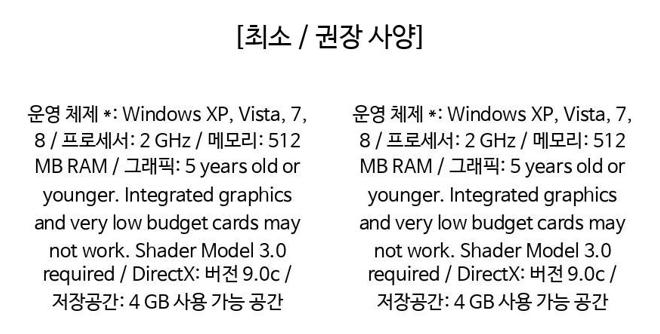 [최소 / 권장 사양]
운영 체제 *: Windows XP, Vista, 7,
8 / 프로세서: 2 GHz / 메모리: 512
MB RAM / 그래픽: 5 years old or
younger. Integrated graphics
and very low budget cards may
not work. Shader Model 3.0
required / DirectX: 버전 9.0c /
저장공간: 4 GB 사용 가능 공간
운영 체제 *: Windows XP, Vista, 7,
8 / 프로세서: 2 GHz / 메모리: 512
MB RAM / 그래픽: 5 years old or
younger. Integrated graphics
and very low budget cards may
not work. Shader Model 3.0
required / DirectX: 버전 9.0c /
저장공간: 4 GB 사용 가능 공간